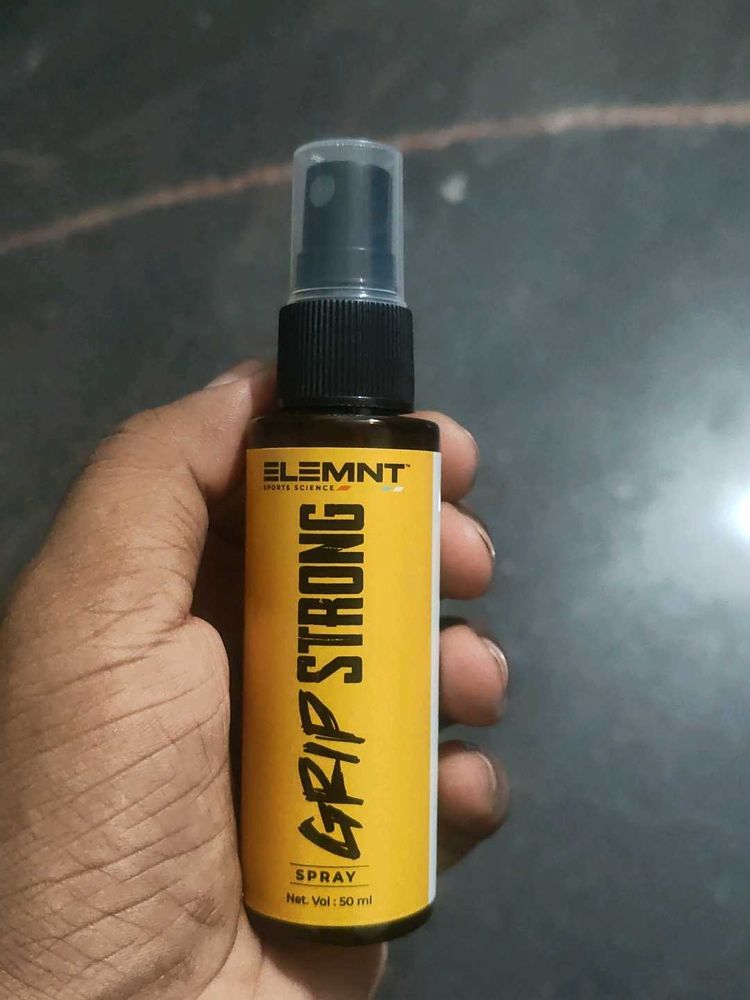 ELEMNT™
SPORTS SCIENCE
GRIP STRONG
SPRAY
Net. Vol : 50 ml